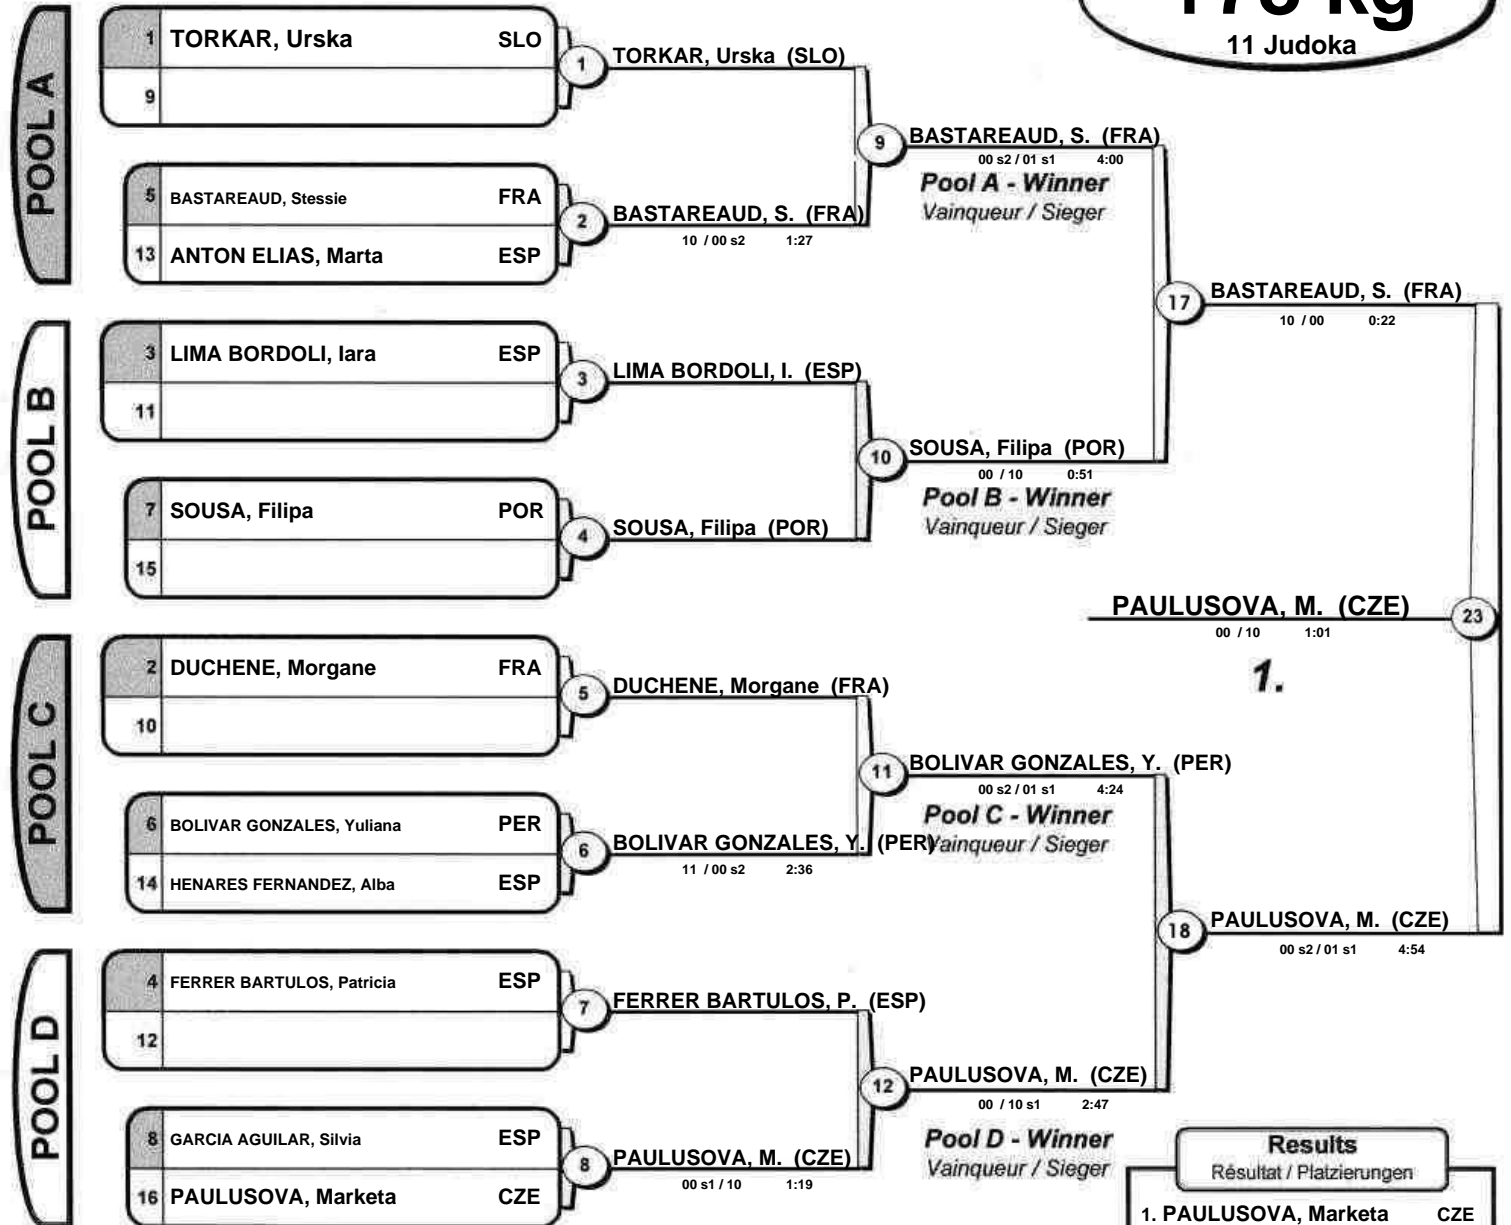 11 Judoka
POOL A
1 TORKAR, Urska SLO
9
5 BASTAREAUD, Stessie FRA
13 ANTON ELIAS, Marta ESP
1 TORKAR, Urska (SLO)
2 BASTAREAUD, S. (FRA)
10 / 00 s2 1:27
9 BASTAREAUD, S. (FRA)
00 s2 / 01 s1 4:00
Pool A - Winner
Vainqueur / Sieger
POOL B
3 LIMA BORDOLI, Iara ESP
11
7 SOUSA, Filipa POR
15
3 LIMA BORDOLI, I. (ESP)
4 SOUSA, Filipa (POR)
10 SOUSA, Filipa (POR)
00 / 10 0:51
Pool B - Winner
Vainqueur / Sieger
17 BASTAREAUD, S. (FRA)
10 / 00 0:22
PAULUSOVA, M. (CZE) 23
00 / 10 1:01
1.
POOL C
2 DUCHENE, Morgane FRA
10
6 BOLIVAR GONZALES, Yuliana PER
14 HENARES FERNANDEZ, Alba ESP
5 DUCHENE, Morgane (FRA)
6 BOLIVAR GONZALES, Y. (PER)
11 / 00 s2 2:36
11 BOLIVAR GONZALES, Y. (PER)
00 s2 / 01 s1 4:24
Pool C - Winner
Vainqueur / Sieger
18 PAULUSOVA, M. (CZE)
00 s2 / 01 s1 4:54
POOL D
4 FERRER BARTULOS, Patricia ESP
12
8 GARCIA AGUILAR, Silvia ESP
16 PAULUSOVA, Marketa CZE
7 FERRER BARTULOS, P. (ESP)
8 PAULUSOVA, M. (CZE)
00 s1 / 10 1:19
12 PAULUSOVA, M. (CZE)
00 / 10 s1 2:47
Pool D - Winner
Vainqueur / Sieger
Results
Résultat / Platzierungen
1. PAULUSOVA, Marketa CZE